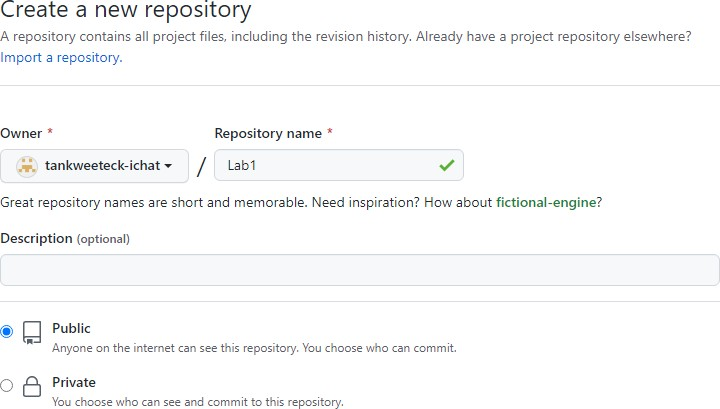 Create a new repository
A repository contains all project files, including the revision history. Already have a project repository elsewhere?
Import a repository.
Owner *
Repository name *
tankweeteck-ichat
/
Lab1
Great repository names are short and memorable. Need inspiration? How about fictional-engine?
Description (optional)
Public
Anyone on the internet can see this repository. You choose who can commit.
Private
You choose who can see and commit to this repository.